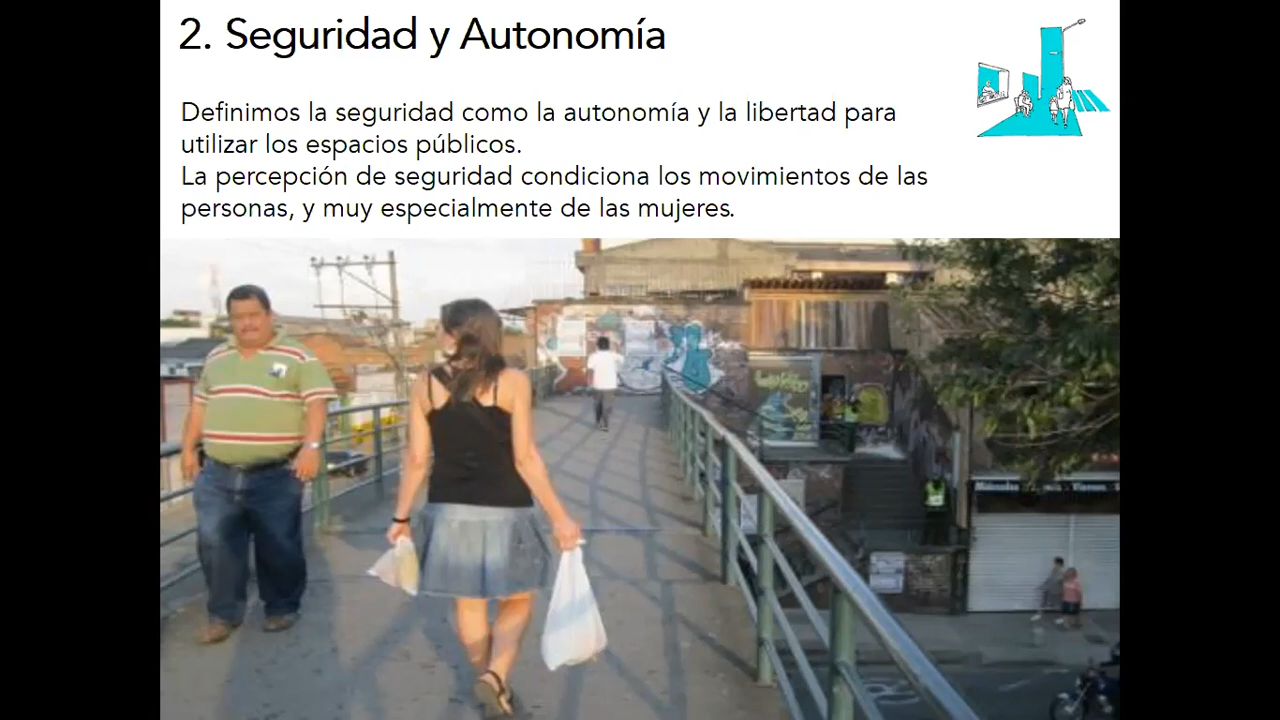 2. Seguridad y Autonomía
Definimos la seguridad como la autonomía y la libertad para
utilizar los espacios públicos.
La percepción de seguridad condiciona los movimientos de las
personas, y muy especialmente de las mujeres.